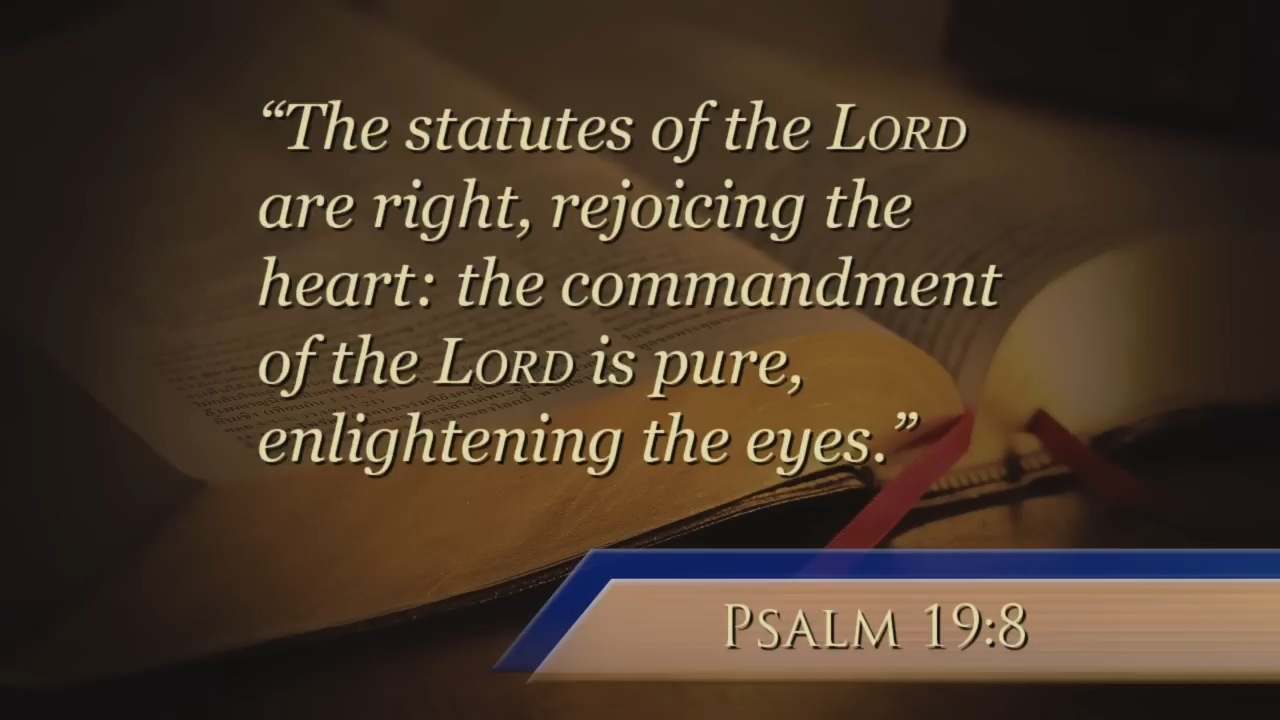 “The statutes of the LORD
are right, rejoicing the
heart: the commandment
of the LORD is pure,
enlightening the eyes.”
PSALM 19:8